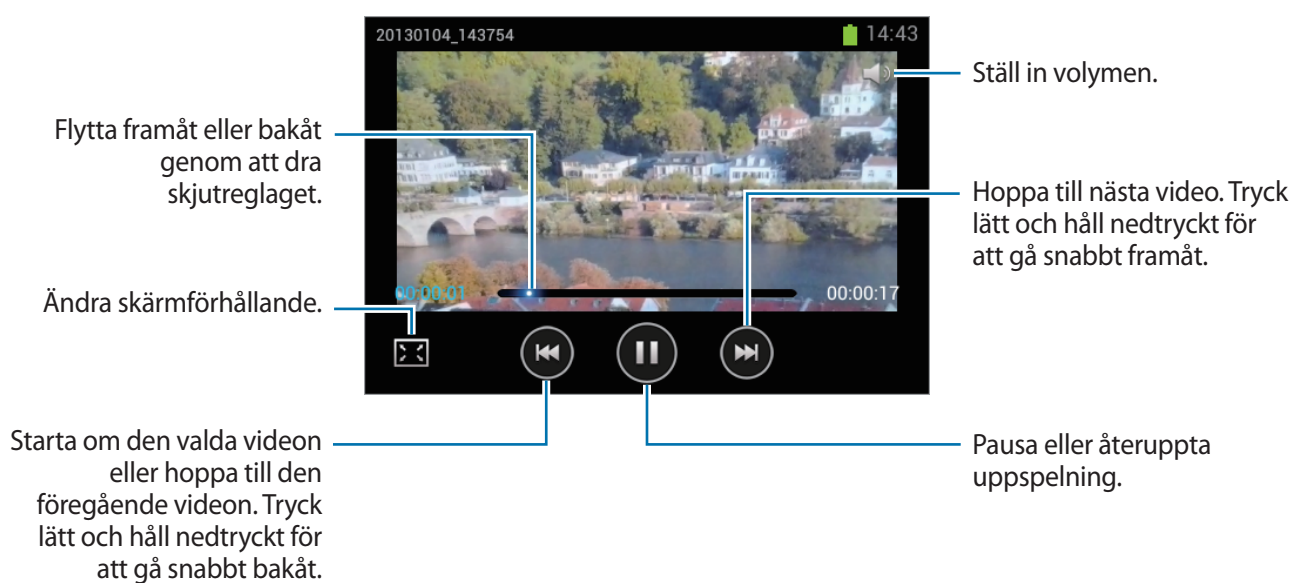 20130104_143754
14:43
Ställ in volymen.
Flytta framåt eller bakåt
genom att dra
skjutreglaget.
Hoppa till nästa video. Tryck
lätt och håll nedtryckt för
att gå snabbt framåt.
Ändra skärmförhållande.
00:00:01
00:00:17
Starta om den valda videon
eller hoppa till den
föregående videon. Tryck
lätt och håll nedtryckt för
att gå snabbt bakåt.
Pausa eller återuppta
uppspelning.